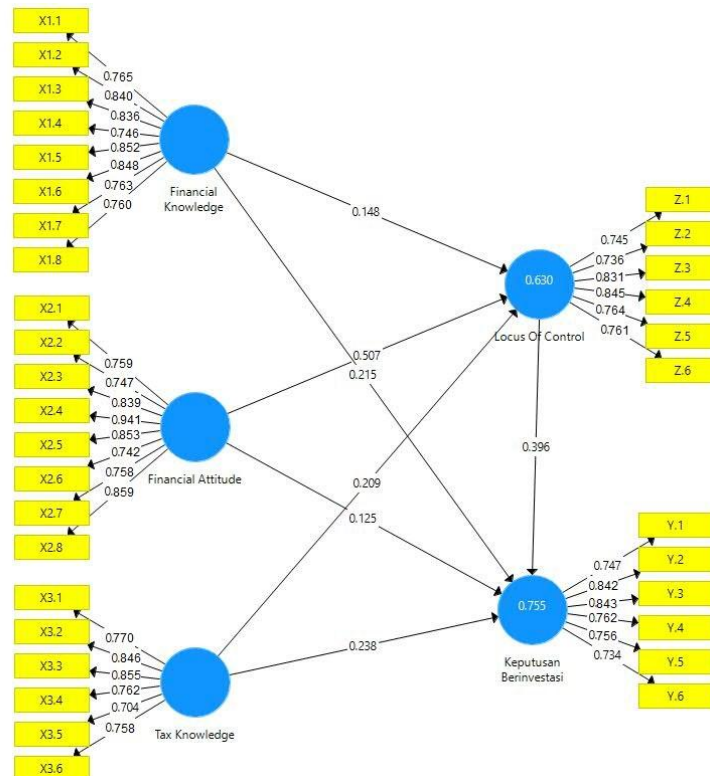 X1.1
X1.2
X1.3
X1.4
X1.5
X1.6
X1.7
X1.8
0.765
0.840
0.836
0.746
0.852
0.848
0.763
0.760
Financial
Knowledge
0.148
0.215
X2.1
X2.2
X2.3
X2.4
X2.5
X2.6
X2.7
X2.8
0.759
0.747
0.839
0.941
0.853
0.742
0.758
0.859
Financial Attitude
0.507
0.125
X3.1
X3.2
X3.3
X3.4
X3.5
X3.6
0.770
0.846
0.855
0.762
0.704
0.758
Tax Knowledge
0.209
0.238
0.630
Locus Of Control
0.745
0.736
0.831
0.845
0.764
0.761
Z.1
Z.2
Z.3
Z.4
Z.5
Z.6
0.396
0.755
Keputusan
Berinvestasi
0.747
0.842
0.843
0.762
0.756
0.734
Y.1
Y.2
Y.3
Y.4
Y.5
Y.6